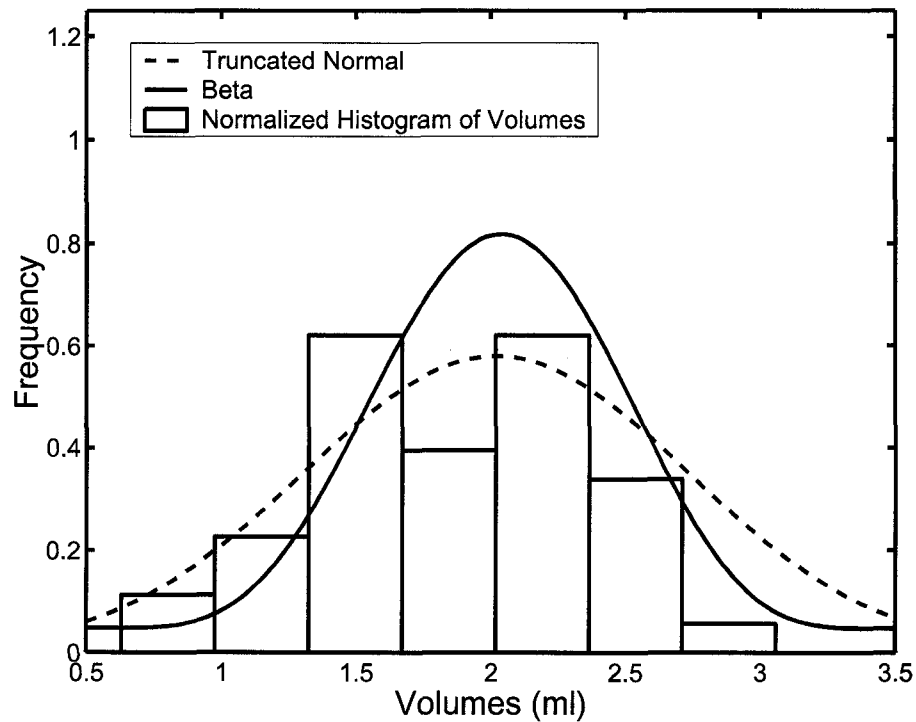 1.2
1
0.8
0.6
0.4
0.2
0
Frequency
Truncated Normal
Beta
Normalized Histogram of Volumes
0.5
1
1.5
2
2.5
3
3.5
Volumes (ml)